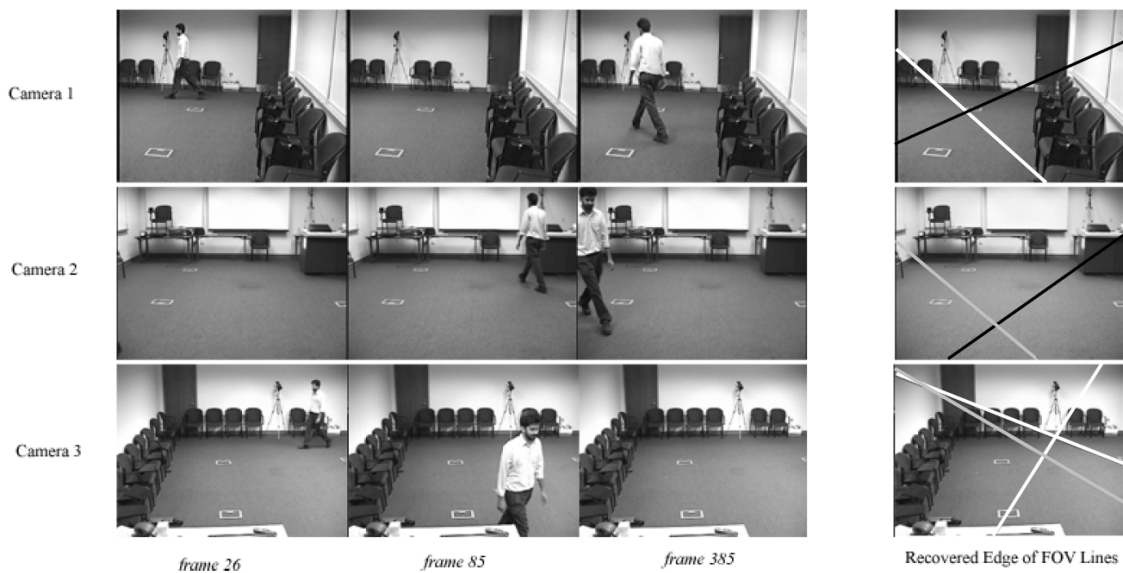 Camera 1
Camera 2
Camera 3
frame 26
frame 85
frame 385
Recovered Edge of FOV Lines